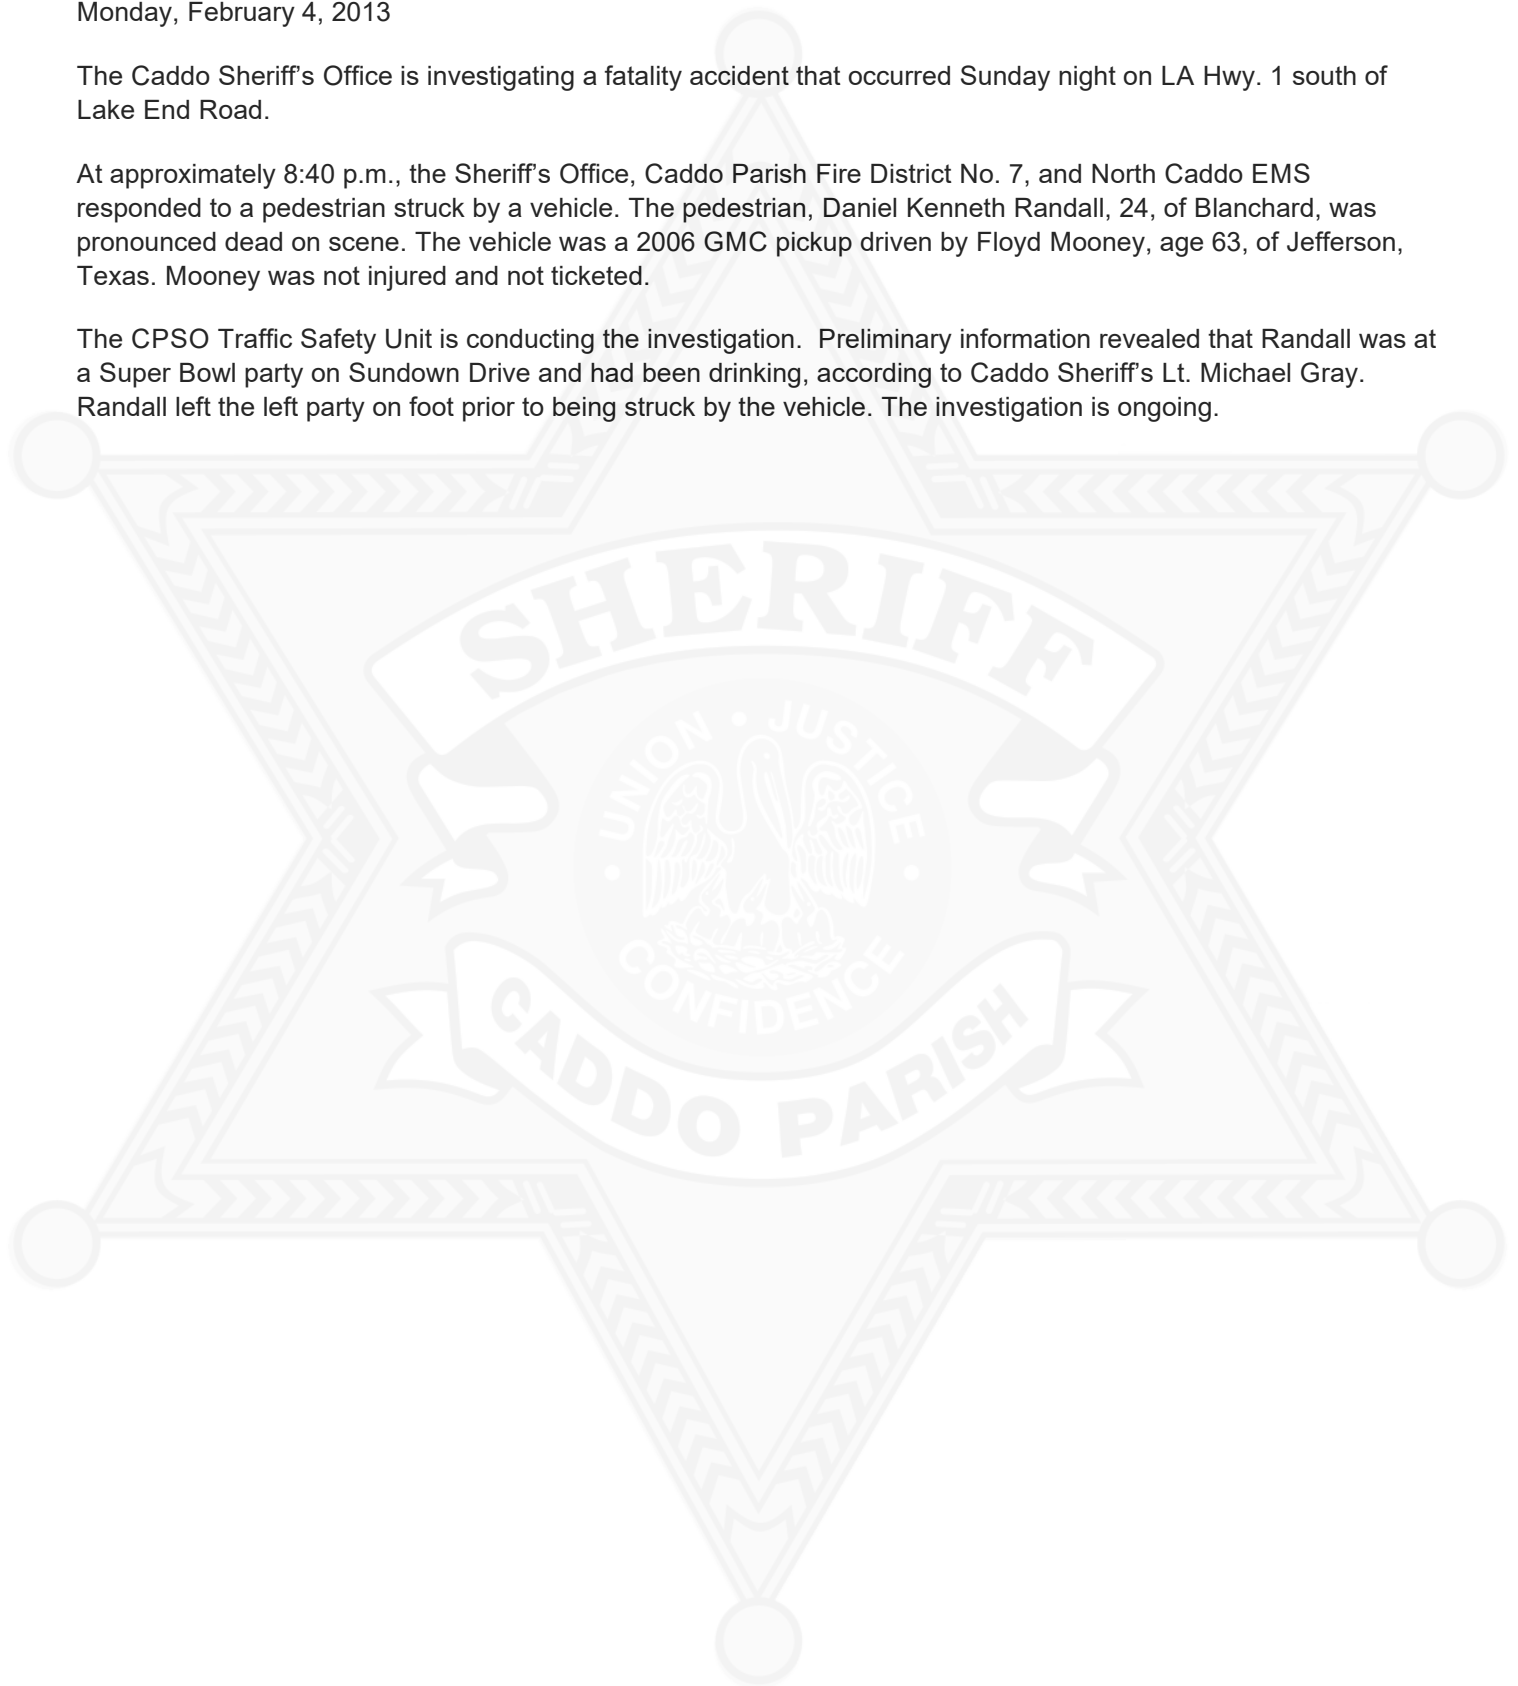 Monday, February 4, 2013
The Caddo Sheriff’s Office is investigating a fatality accident that occurred Sunday night on LA Hwy. 1 south of
Lake End Road.
At approximately 8:40 p.m., the Sheriff’s Office, Caddo Parish Fire District No. 7, and North Caddo EMS
responded to a pedestrian struck by a vehicle. The pedestrian, Daniel Kenneth Randall, 24, of Blanchard, was
pronounced dead on scene. The vehicle was a 2006 GMC pickup driven by Floyd Mooney, age 63, of Jefferson,
Texas. Mooney was not injured and not ticketed.
The CPSO Traffic Safety Unit is conducting the investigation.  Preliminary information revealed that Randall was at
a Super Bowl party on Sundown Drive and had been drinking, according to Caddo Sheriff’s Lt. Michael Gray.
Randall left the left party on foot prior to being struck by the vehicle. The investigation is ongoing.
SHERIFF
UNION • JUSTICE
• CONFIDENCE •
CADDO PARISH